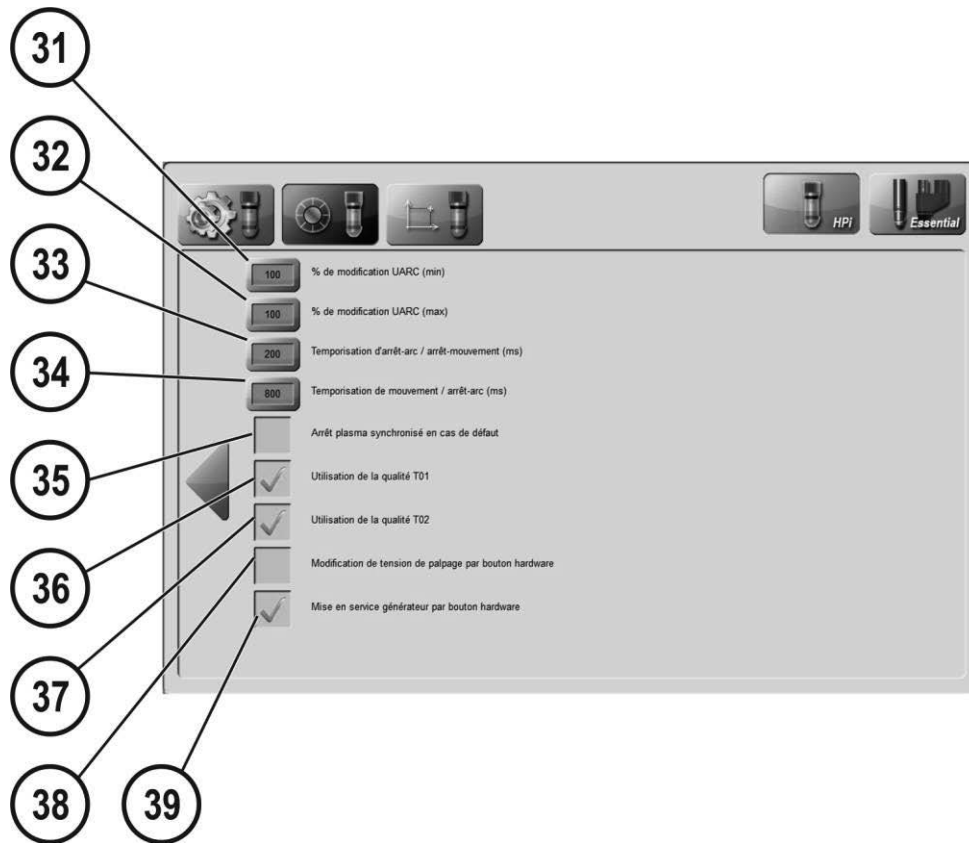 31
32
33
34
35
36
37
38
39
HPi
Essential
100 % de modification UARC (min)
100 % de modification UARC (max)
200 Temporisation d'arrêt-arc / arrêt-mouvement (ms)
800 Temporisation de mouvement / arrêt-arc (ms)
Arrêt plasma synchronisé en cas de défaut
Utilisation de la qualité T01
Utilisation de la qualité T02
Modification de tension de palpage par bouton hardware
Mise en service générateur par bouton hardware